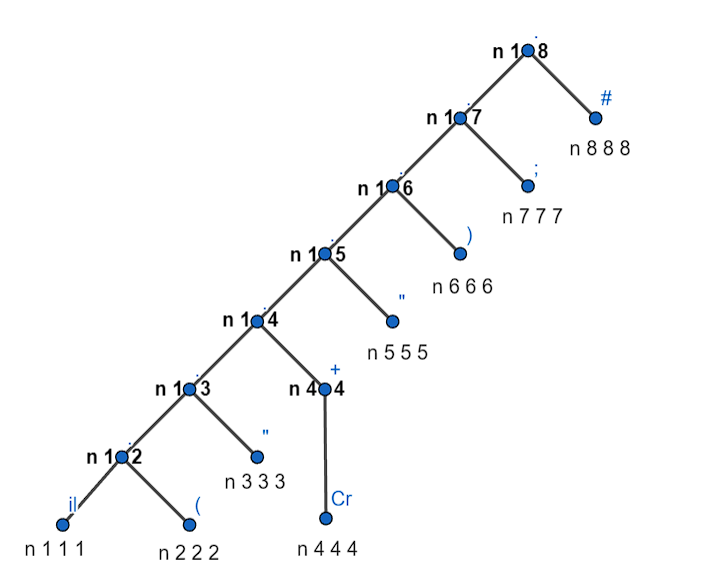 .
n 1 8
#
n 8 8 8
.
n 1 7
;
n 7 7 7
.
n 1 6
)
n 6 6 6
.
n 1 5
"
n 5 5 5
.
n 1 4
+
n 4 4
"
n 3 3 3
.
n 1 3
.
n 1 2
Cr
n 4 4 4
il
n 1 1 1
(
n 2 2 2